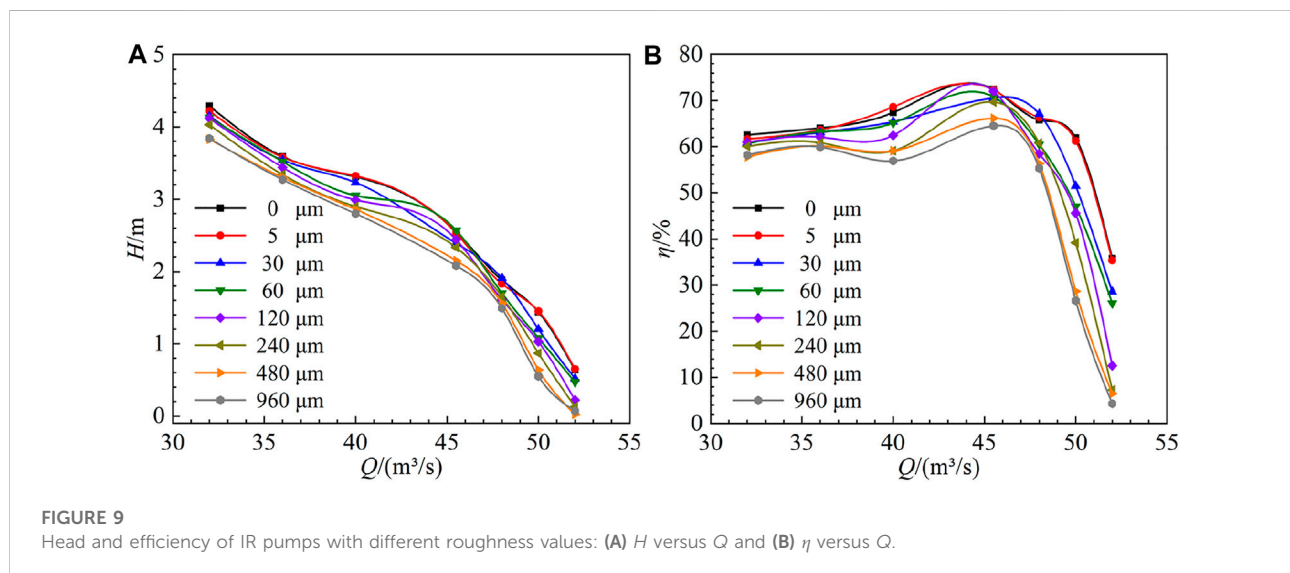 A
5
4
3
2
1
0
H/m
0 μm
5 μm
30 μm
60 μm
120 μm
240 μm
480 μm
960 μm
30 35 40 45 50 55
Q/(m³/s)
B
80
70
60
50
40
30
20
10
0
η/%
0 μm
5 μm
30 μm
60 μm
120 μm
240 μm
480 μm
960 μm
30 35 40 45 50 55
Q/(m³/s)
FIGURE 9
Head and efficiency of IR pumps with different roughness values: (A) H versus Q and (B) η versus Q.